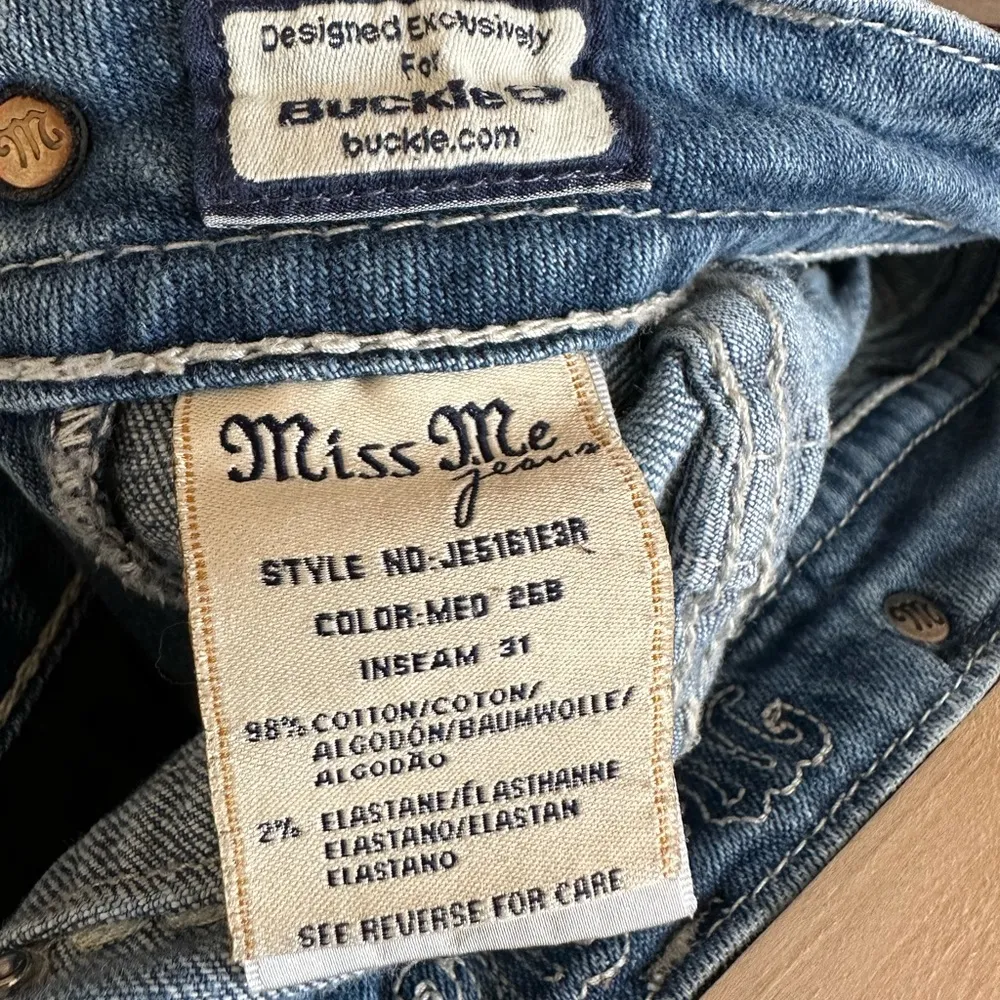 Designed Exclusively
For
Buckle
buckle.com
M
Miss Me
jeans
STYLE NO:JE5161E3R
COLOR:MED 26B
INSEAM 31
98% COTTON/COTON/
ALGODÓN/BAUMWOLLE/
ALGODÃO
2% ELASTANE/ÉLASTHANNE
ELASTANO/ELASTAN
ELASTANO
SEE REVERSE FOR CARE
M